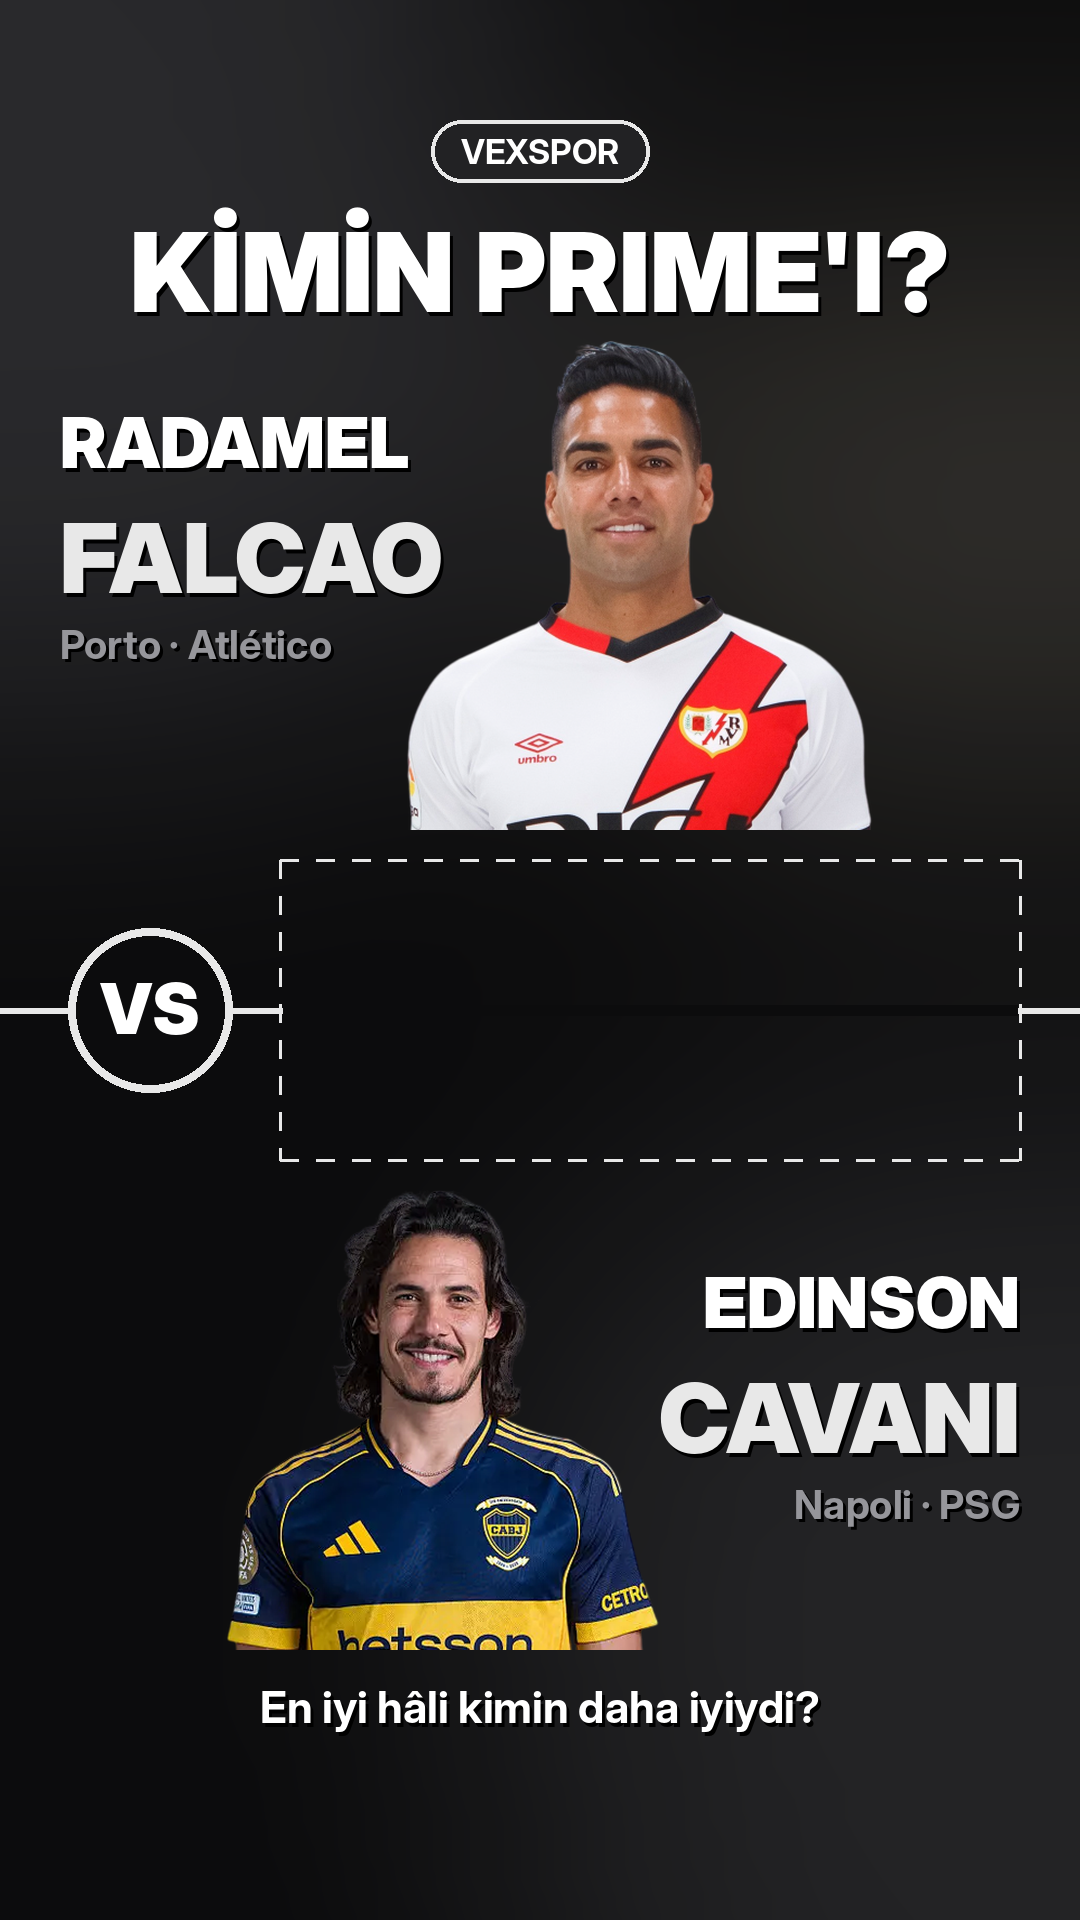 VEXSPOR
KİMİN PRIME'I?
RADAMEL
FALCAO
Porto · Atlético
umbro
VS
EDINSON
CAVANI
Napoli · PSG
CABJ
CETRO
betsson
En iyi hâli kimin daha iyiydi?